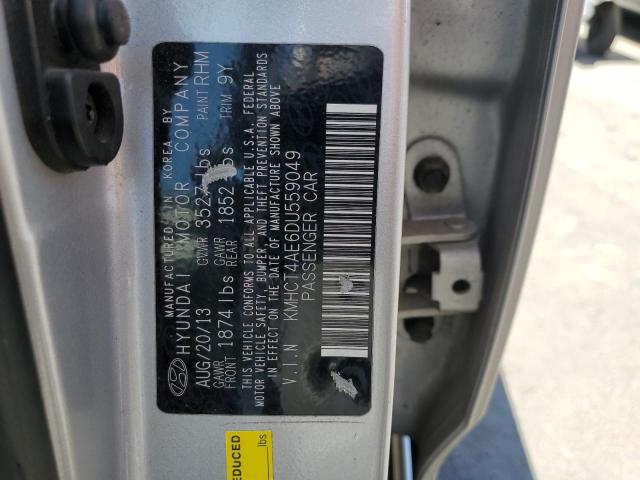 MANUFACTURED IN KOREA BY
HYUNDAI MOTOR COMPANY
AUG/20/13 GVWR 3527 lbs PAINT RHM
GAWR FRONT 1874 lbs GAWR REAR 1852 lbs TRIM 9Y
THIS VEHICLE CONFORMS TO ALL APPLICABLE U.S.A. FEDERAL
MOTOR VEHICLE SAFETY, BUMPER, AND THEFT PREVENTION STANDARDS
IN EFFECT ON THE DATE OF MANUFACTURE SHOWN ABOVE
V.I.N KMHCT4AE6DU559049
PASSENGER CAR
REDUCED
lbs